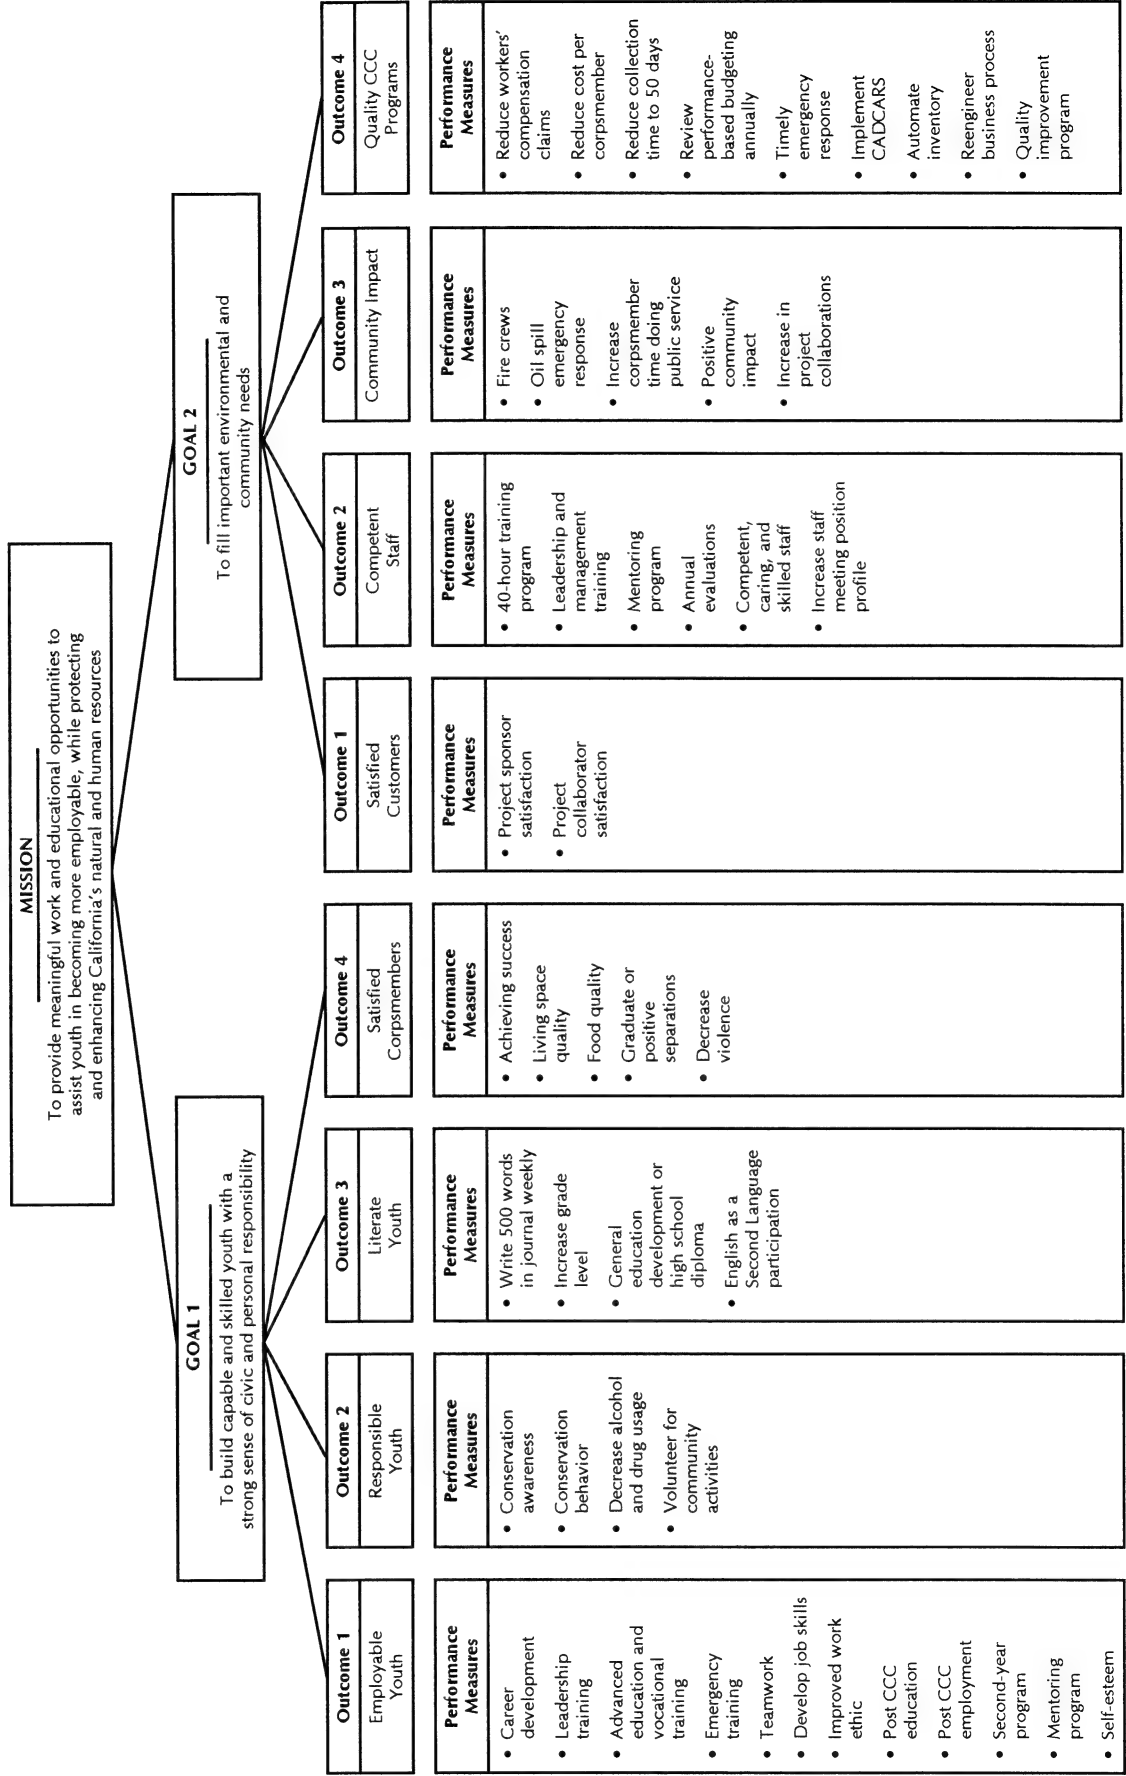 MISSION
To provide meaningful work and educational opportunities to
assist youth in becoming more employable, while protecting
and enhancing California's natural and human resources
GOAL 1
To build capable and skilled youth with a
strong sense of civic and personal responsibility
GOAL 2
To fill important environmental and
community needs
Outcome 1
Employable
Youth
Performance
Measures
• Career
development
• Leadership
training
• Advanced
education and
vocational
training
• Emergency
training
• Teamwork
• Develop job skills
• Improved work
ethic
• Post CCC
education
• Post CCC
employment
• Second-year
program
• Mentoring
program
• Self-esteem
Outcome 2
Responsible
Youth
Performance
Measures
• Conservation
awareness
• Conservation
behavior
• Decrease alcohol
and drug usage
• Volunteer for
community
activities
Outcome 3
Literate
Youth
Performance
Measures
• Write 500 words
in journal weekly
• Increase grade
level
• General
education
development or
high school
diploma
• English as a
Second Language
participation
Outcome 4
Satisfied
Corpsmembers
Performance
Measures
• Achieving success
• Living space
quality
• Food quality
• Graduate or
positive
separations
• Decrease
violence
Outcome 1
Satisfied
Customers
Performance
Measures
• Project sponsor
satisfaction
• Project
collaborator
satisfaction
Outcome 2
Competent
Staff
Performance
Measures
• 40-hour training
program
• Leadership and
management
training
• Mentoring
program
• Annual
evaluations
• Competent,
caring, and
skilled staff
• Increase staff
meeting position
profile
Outcome 3
Community Impact
Performance
Measures
• Fire crews
• Oil spill
emergency
response
• Increase
corpsmember
time doing
public service
• Positive
community
impact
• Increase in
project
collaborations
Outcome 4
Quality CCC
Programs
Performance
Measures
• Reduce workers'
compensation
claims
• Reduce cost per
corpsmember
• Reduce collection
time to 50 days
• Review
performance-
based budgeting
annually
• Timely
emergency
response
• Implement
CADCARS
• Automate
inventory
• Reengineer
business process
• Quality
improvement
program